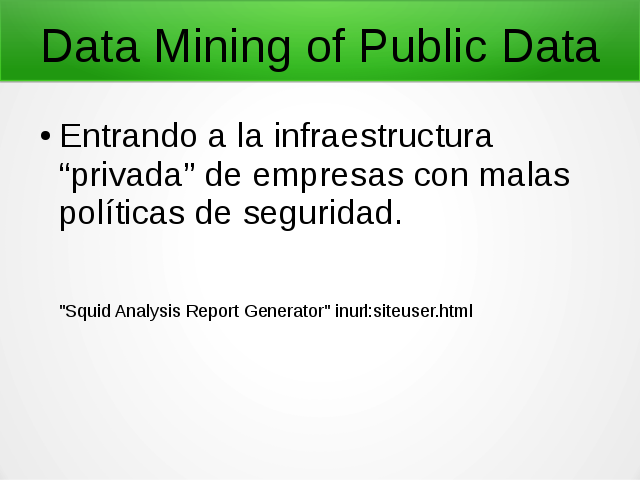 Data Mining of Public Data
• Entrando a la infraestructura
“privada” de empresas con malas
políticas de seguridad.
"Squid Analysis Report Generator" inurl:siteuser.html